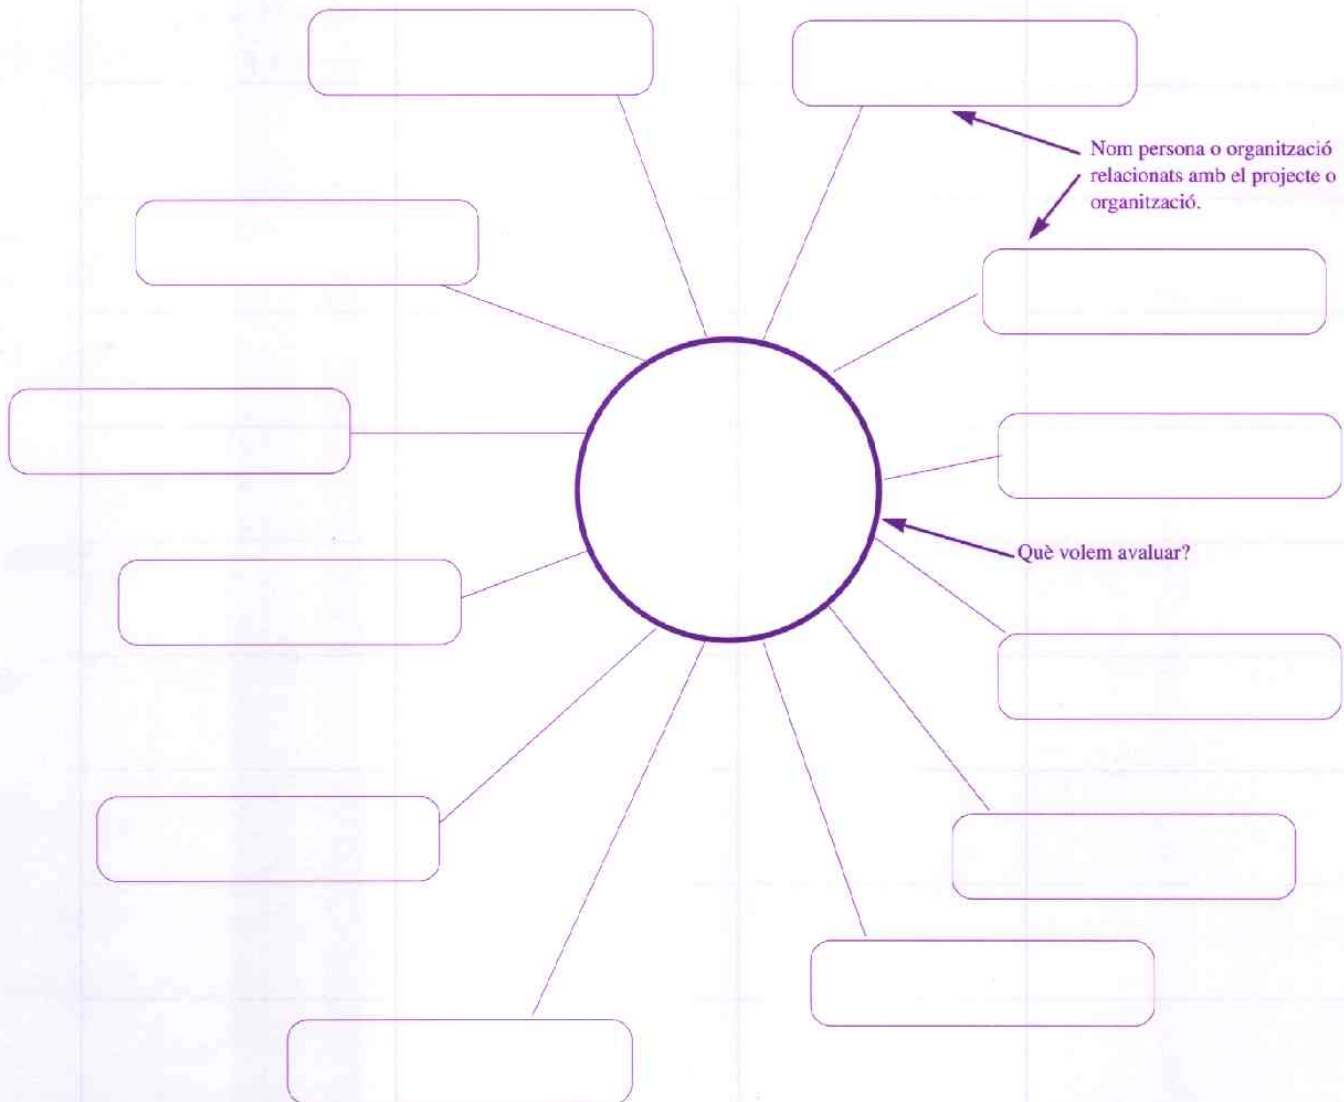 Nom persona o organització
relacionats amb el projecte o
organització.
Què volem avaluar?